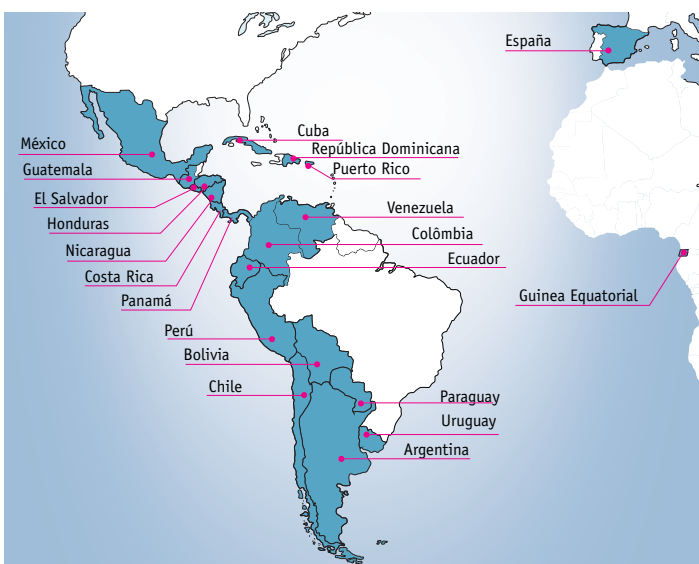 España
Cuba
México
República Dominicana
Guatemala
Puerto Rico
El Salvador
Venezuela
Honduras
Colômbia
Nicaragua
Ecuador
Costa Rica
Panamá
Guinea Equatorial
Perú
Bolivia
Chile
Paraguay
Uruguay
Argentina